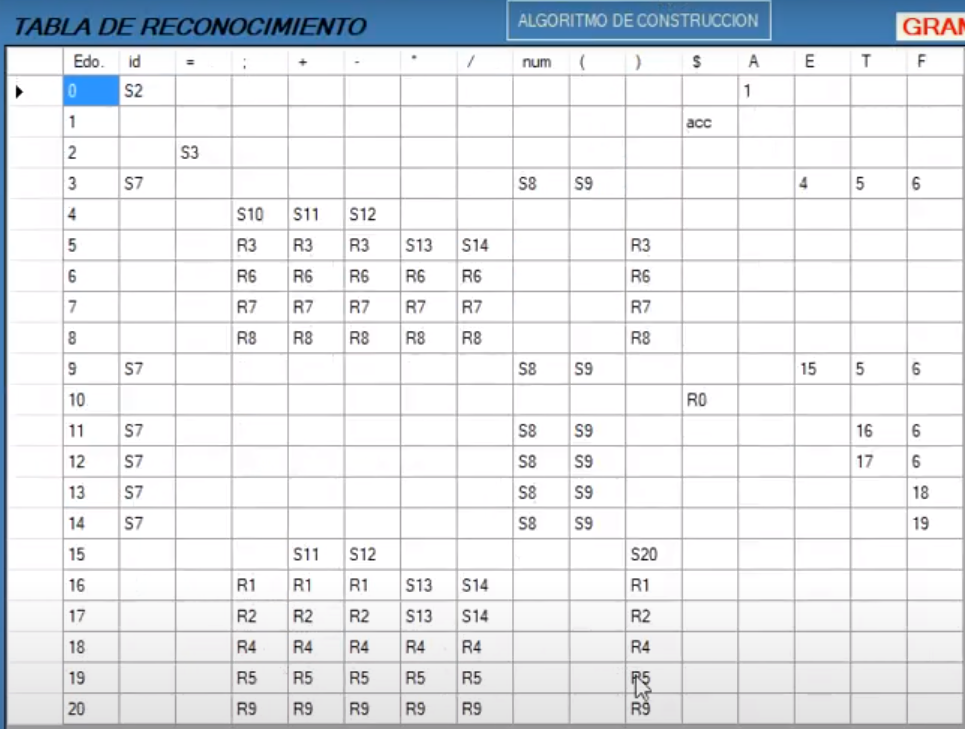 TABLA DE RECONOCIMIENTO ALGORITMO DE CONSTRUCCION
Edo. id = ; + - * / num ( ) $ A E T F
0 S2 1
1 acc
2 S3
3 S7 S8 S9 4 5 6
4 S10 S11 S12
5 R3 R3 R3 S13 S14 R3
6 R6 R6 R6 R6 R6 R6
7 R7 R7 R7 R7 R7 R7
8 R8 R8 R8 R8 R8 R8
9 S7 S8 S9 15 5 6
10 R0
11 S7 S8 S9 16 6
12 S7 S8 S9 17 6
13 S7 S8 S9 18
14 S7 S8 S9 19
15 S11 S12 S20
16 R1 R1 R1 S13 S14 R1
17 R2 R2 R2 S13 S14 R2
18 R4 R4 R4 R4 R4 R4
19 R5 R5 R5 R5 R5 R5
20 R9 R9 R9 R9 R9 R9